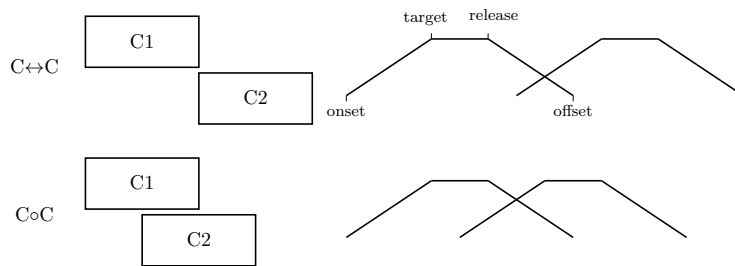 target release
C1
C↔C
C2
onset offset
C1
C∘C
C2